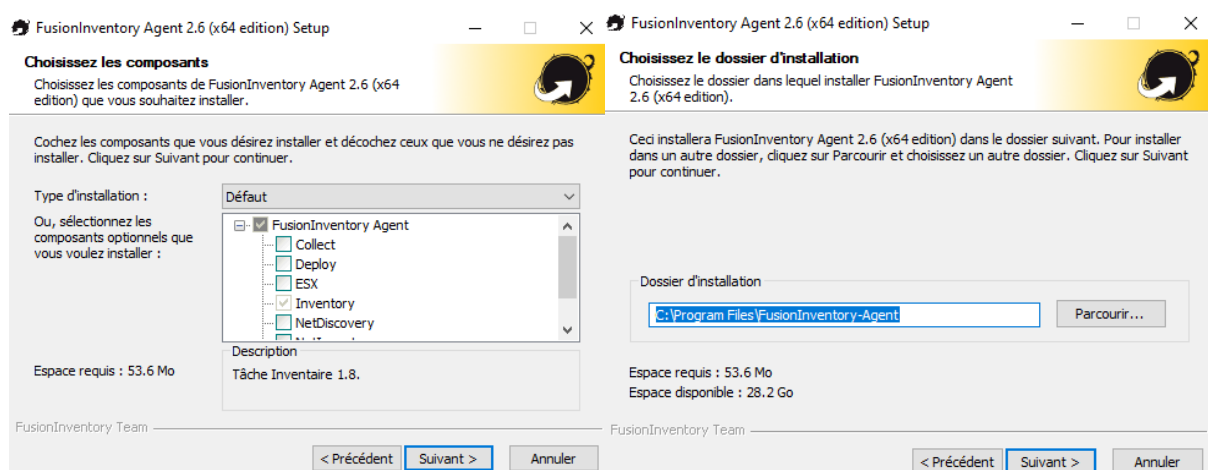 FusionInventory Agent 2.6 (x64 edition) Setup
Choisissez les composants
Choisissez les composants de FusionInventory Agent 2.6 (x64
edition) que vous souhaitez installer.
Cochez les composants que vous désirez installer et décochez ceux que vous ne désirez pas
installer. Cliquez sur Suivant pour continuer.
Type d'installation :
Défaut
Ou, sélectionnez les
composants optionnels que
vous voulez installer :
FusionInventory Agent
Collect
Deploy
ESX
Inventory
NetDiscovery
Espace requis : 53.6 Mo
Description
Tâche Inventaire 1.8.
FusionInventory Team
< Précédent
Suivant >
Annuler
FusionInventory Agent 2.6 (x64 edition) Setup
Choisissez le dossier d'installation
Choisissez le dossier dans lequel installer FusionInventory Agent
2.6 (x64 edition).
Ceci installera FusionInventory Agent 2.6 (x64 edition) dans le dossier suivant. Pour installer
dans un autre dossier, cliquez sur Parcourir et choisissez un autre dossier. Cliquez sur Suivant
pour continuer.
Dossier d'installation
C:\Program Files\FusionInventory-Agent
Parcourir...
Espace requis : 53.6 Mo
Espace disponible : 28.2 Go
FusionInventory Team
< Précédent
Suivant >
Annuler